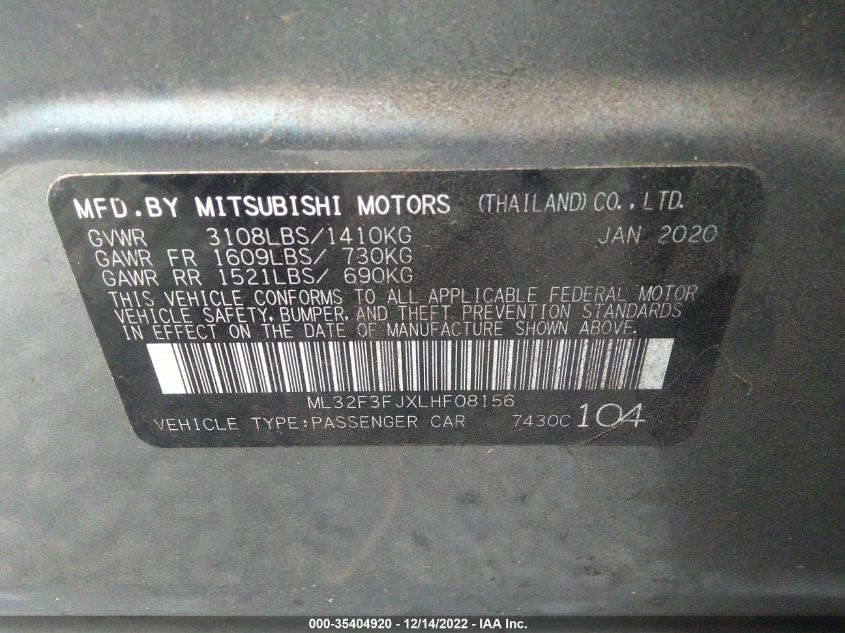 MFD.BY MITSUBISHI MOTORS (THAILAND)CO.,LTD.
GVWR 3108LBS/1410KG JAN 2020
GAWR FR 1609LBS/ 730KG
GAWR RR 1521LBS/ 690KG
THIS VEHICLE CONFORMS TO ALL APPLICABLE FEDERAL MOTOR
VEHICLE SAFETY, BUMPER, AND THEFT PREVENTION STANDARDS
IN EFFECT ON THE DATE OF MANUFACTURE SHOWN ABOVE.
ML32F3FJXLHF08156
VEHICLE TYPE:PASSENGER CAR 7430C 104
000-35404920 - 12/14/2022 - IAA Inc.